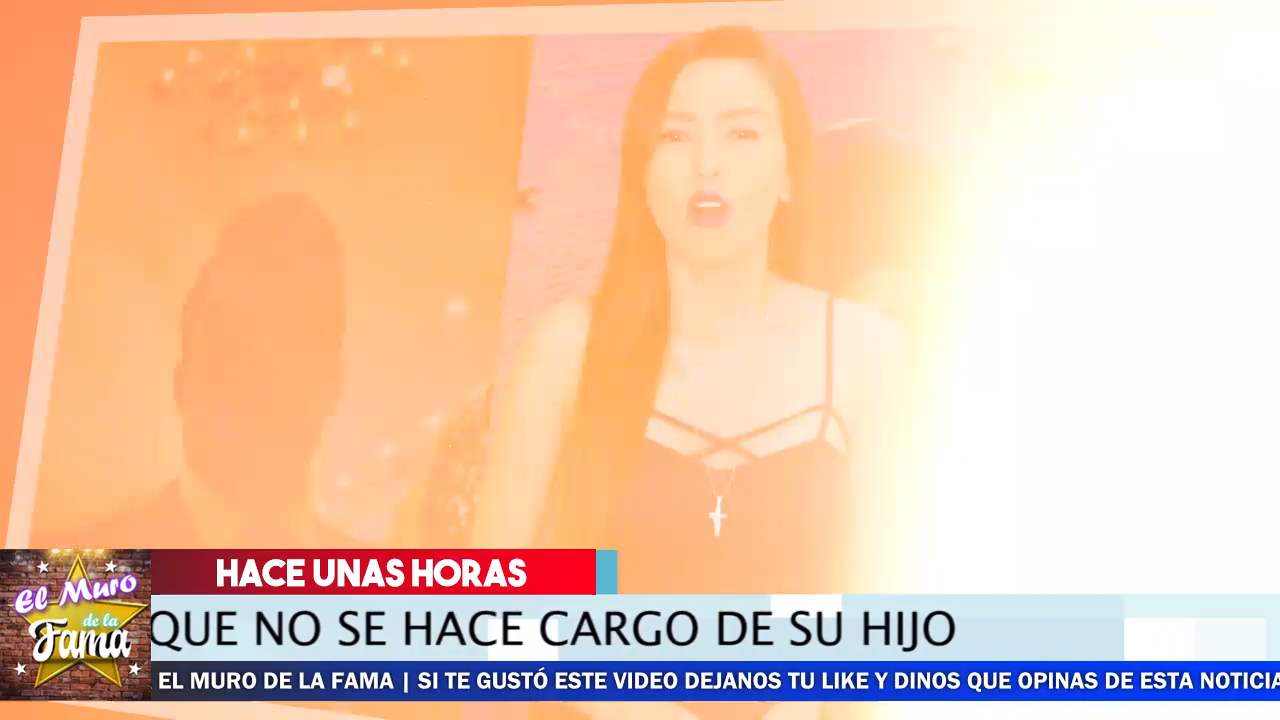 HACE UNAS HORAS
QUE NO SE HACE CARGO DE SU HIJO
El Muro
de la
Fama
EL MURO DE LA FAMA | SI TE GUSTÓ ESTE VIDEO DEJANOS TU LIKE Y DINOS QUE OPINAS DE ESTA NOTICIA